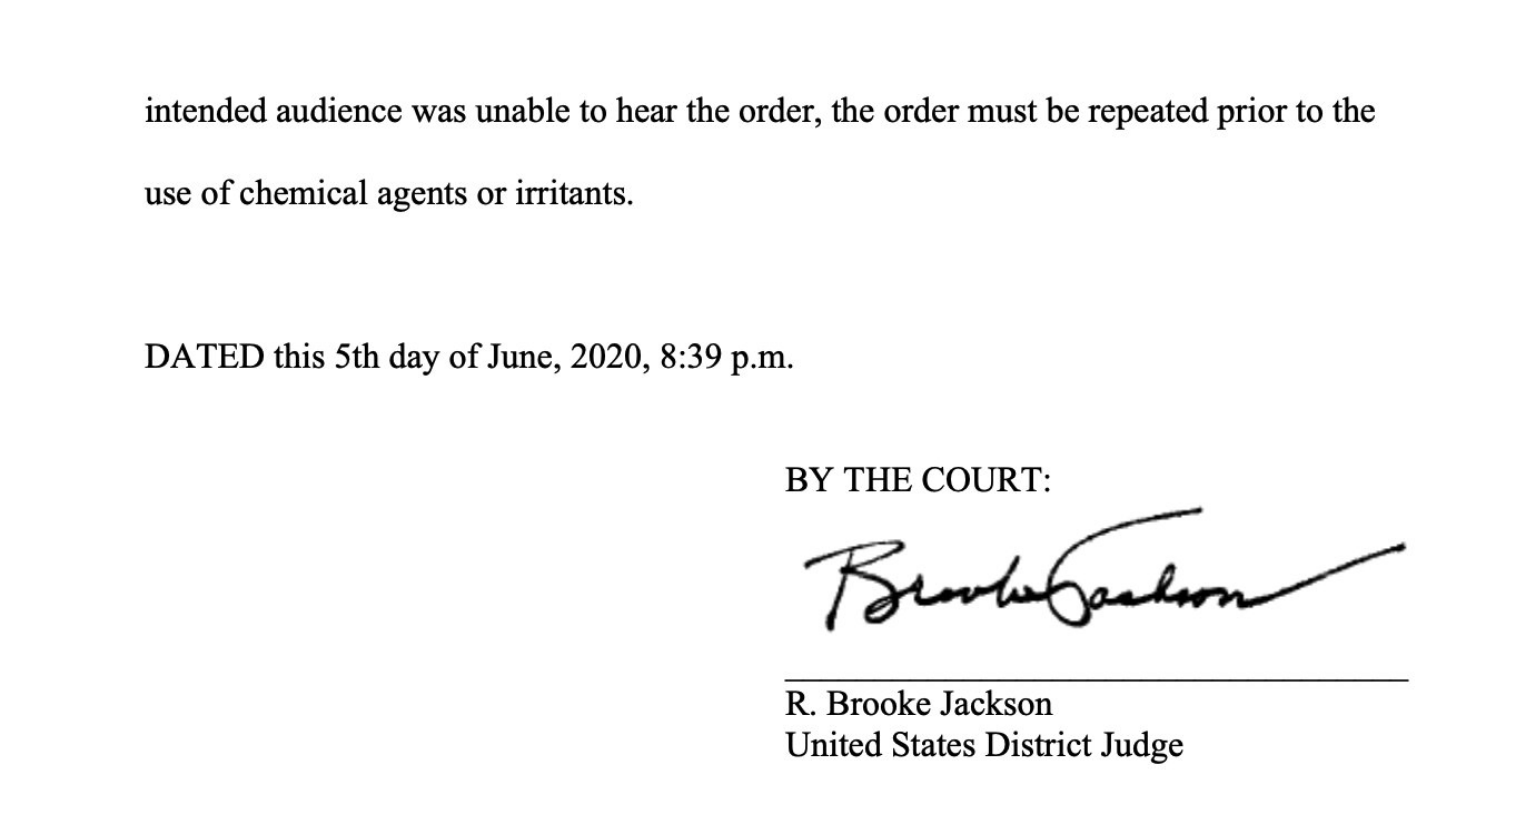 intended audience was unable to hear the order, the order must be repeated prior to the
use of chemical agents or irritants.
DATED this 5th day of June, 2020, 8:39 p.m.
BY THE COURT:
Brooke Jackson
R. Brooke Jackson
United States District Judge